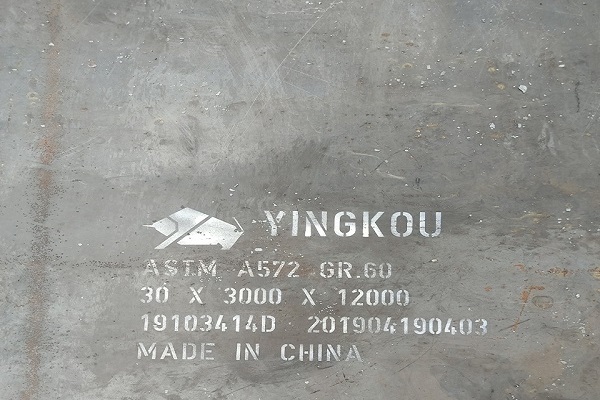 YINGKOU
ASTM A572 GR.60
30 X 3000 X 12000
19103414D 201904190403
MADE IN CHINA